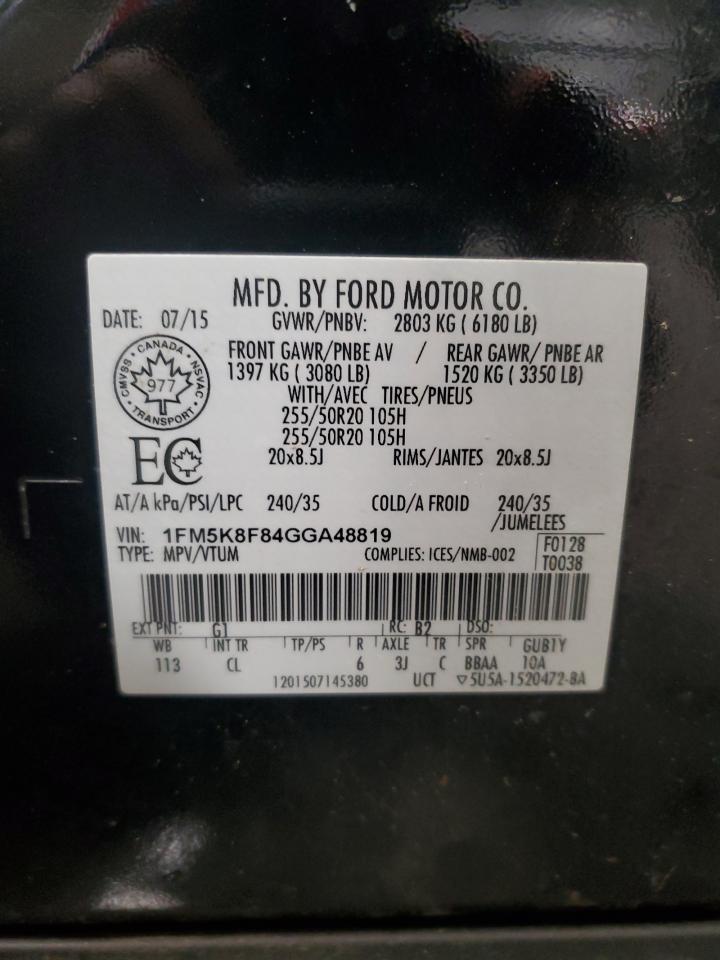 MFD. BY FORD MOTOR CO.
DATE: 07/15 GVWR/PNBV: 2803 KG ( 6180 LB)
FRONT GAWR/PNBE AV / REAR GAWR/ PNBE AR
1397 KG ( 3080 LB) 1520 KG ( 3350 LB)
WITH/AVEC TIRES/PNEUS
255/50R20 105H
255/50R20 105H
20x8.5J RIMS/JANTES 20x8.5J
CMVSS · CANADA · NSVAC
977
TRANSPORT
EC
AT/A kPa/PSI/LPC 240/35 COLD/A FROID 240/35
/JUMELEES
VIN: 1FM5K8F84GGA48819
TYPE: MPV/VTUM COMPLIES: ICES/NMB-002
F0128
T0038
EXT PNT: G1 RC: B2 DSO:
WB INT TR TP/PS R AXLE TR SPR GUB1Y
113 CL 6 3J C BBAA 10A
1201507145380 UCT ▽5U5A-1520472-BA